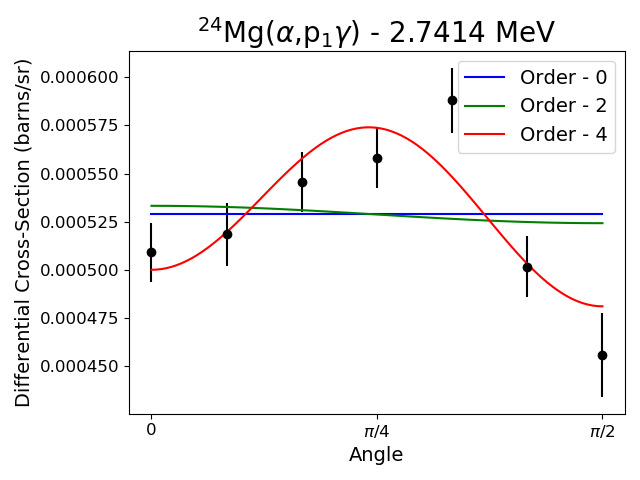 ²⁴Mg(α,p₁γ) - 2.7414 MeV
Differential Cross-Section (barns/sr)
0.000600
0.000575
0.000550
0.000525
0.000500
0.000475
0.000450
Order - 0
Order - 2
Order - 4
0
π/4
π/2
Angle